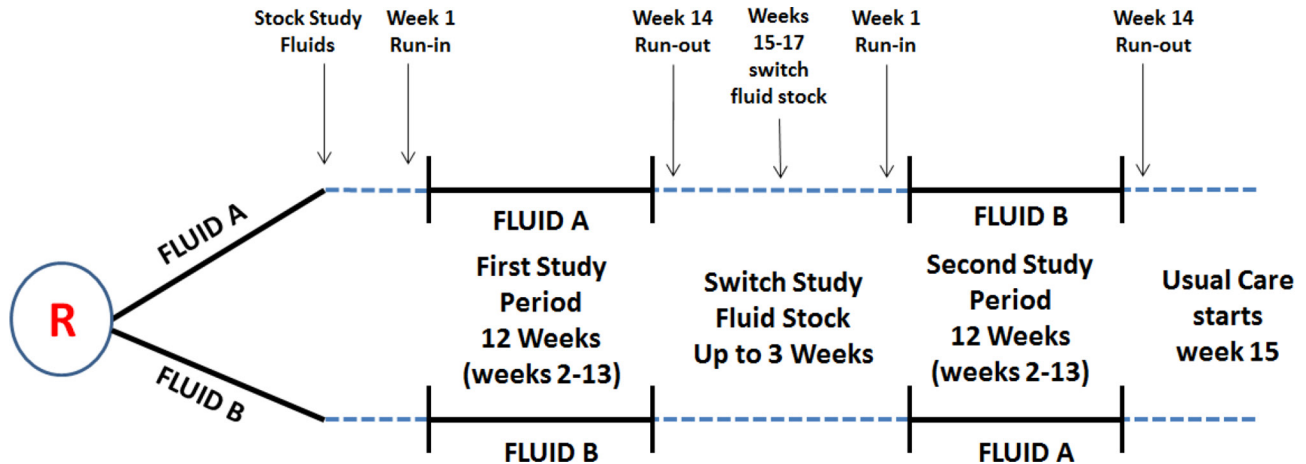 Stock Study
Fluids
Week 1
Run-in
Week 14
Run-out
Weeks
15-17
switch
fluid stock
Week 1
Run-in
Week 14
Run-out
FLUID A
R
FLUID B
FLUID A
First Study
Period
12 Weeks
(weeks 2-13)
FLUID B
Switch Study
Fluid Stock
Up to 3 Weeks
FLUID B
Second Study
Period
12 Weeks
(weeks 2-13)
FLUID A
Usual Care
starts
week 15